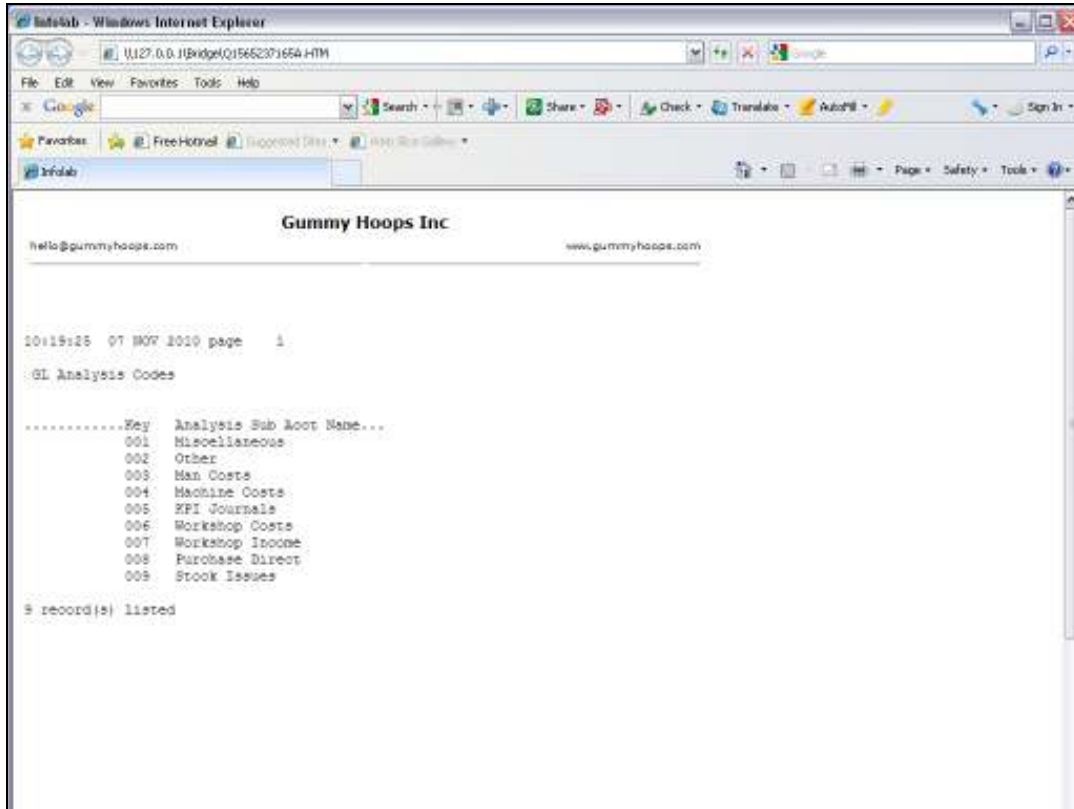 Infolab - Windows Internet Explorer
File Edit View Favorites Tools Help
Google Search Share Check Translate AutoFill Sign In
Favorites Free Hotmail Suggested Sites
Infolab Page Safety Tools
Gummy Hoops Inc
hello@gummyhoops.com www.gummyhoops.com
10:19:25 07 NOV 2010 page 1
GL Analysis Codes
............Key Analysis Sub Acct Name...
001 Miscellaneous
002 Other
003 Man Costs
004 Machine Costs
005 KPI Journals
006 Workshop Costs
007 Workshop Income
008 Purchase Direct
009 Stock Issues
9 record(s) listed